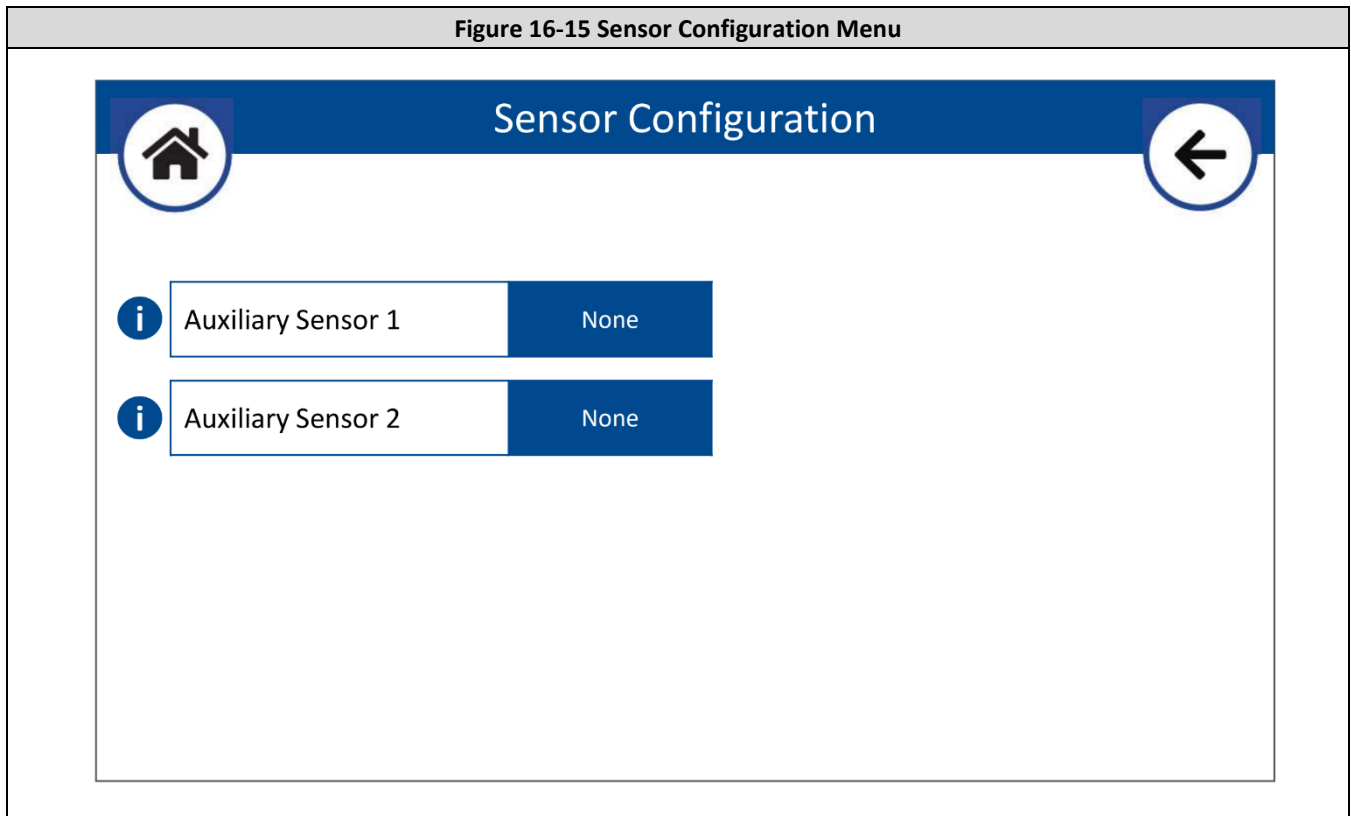 Figure 16-15 Sensor Configuration Menu
Sensor Configuration
i Auxiliary Sensor 1 None
i Auxiliary Sensor 2 None